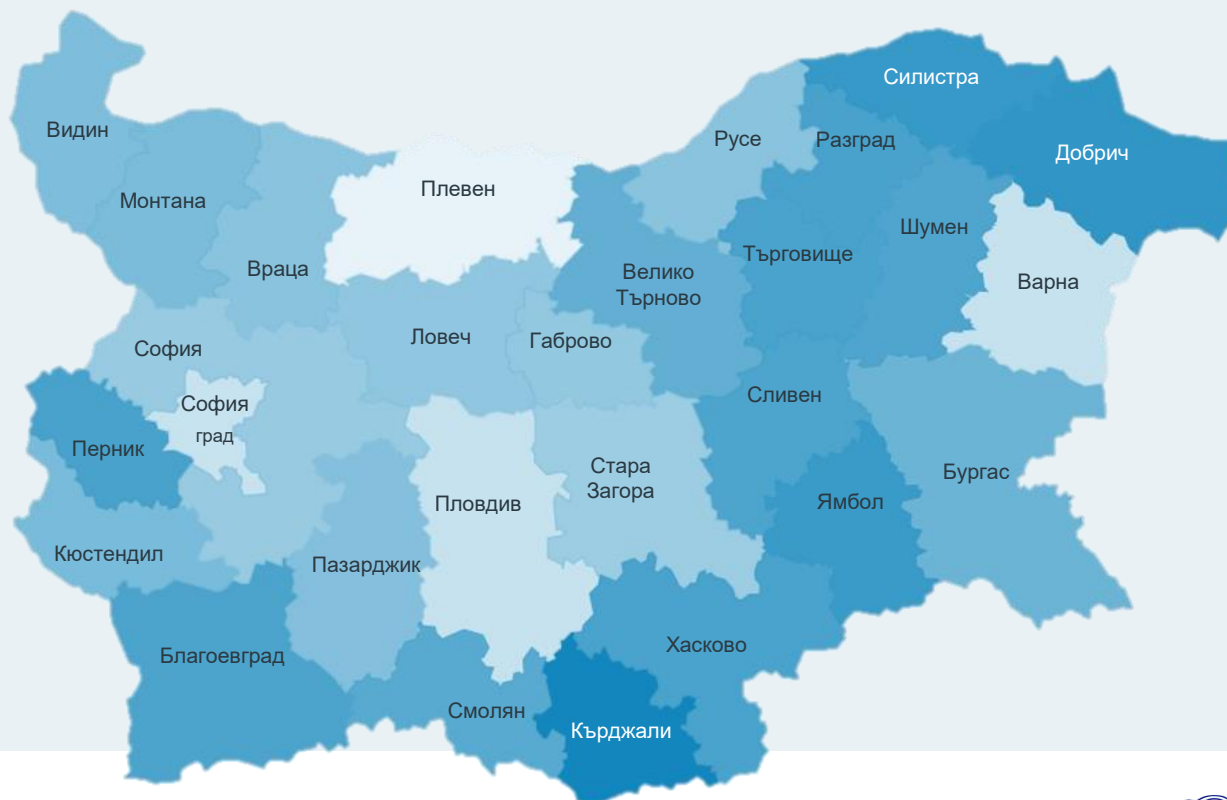 Силистра
Видин
Русе
Разград
Добрич
Плевен
Монтана
Шумен
Враца
Търговище
Велико
Търново
Варна
Ловеч
Габрово
София
София
град
Сливен
Перник
Стара
Загора
Бургас
Пловдив
Ямбол
Кюстендил
Пазарджик
Благоевград
Хасково
Смолян
Кърджали